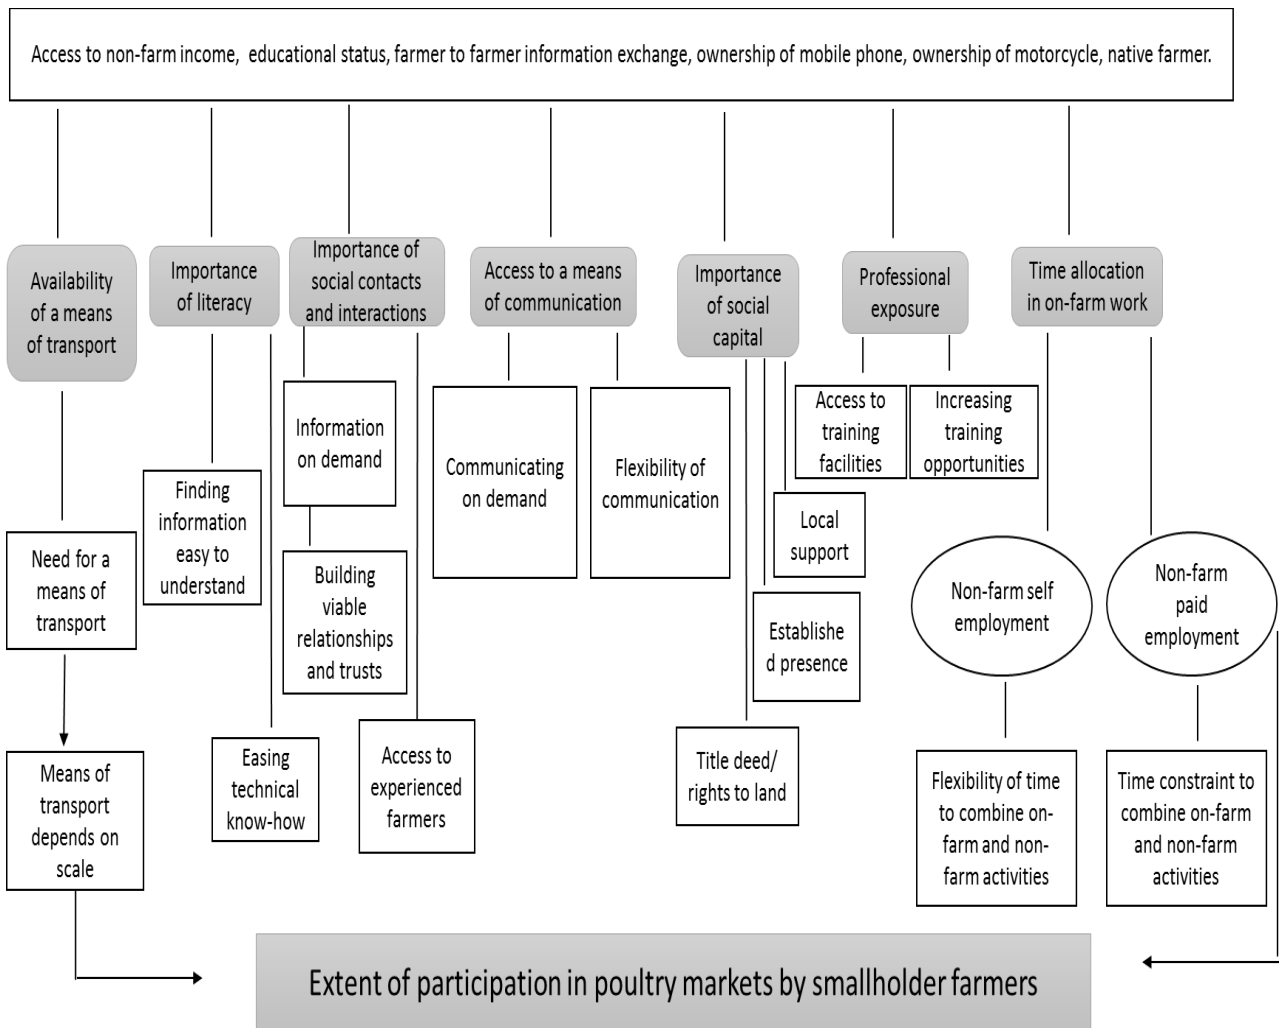 Access to non-farm income, educational status, farmer to farmer information exchange, ownership of mobile phone, ownership of motorcycle, native farmer.
Availability
of a means
of transport
Importance
of literacy
Importance of
social contacts
and interactions
Access to a means
of communication
Importance
of social
capital
Professional
exposure
Time allocation
in on-farm work
Information
on demand
Communicating
on demand
Flexibility of
communication
Access to
training
facilities
Increasing
training
opportunities
Finding
information
easy to
understand
Local
support
Need for a
means of
transport
Building
viable
relationships
and trusts
Establishe
d presence
Non-farm self
employment
Non-farm
paid
employment
Means of
transport
depends on
scale
Easing
technical
know-how
Access to
experienced
farmers
Title deed/
rights to land
Flexibility of time
to combine on-
farm and non-
farm activities
Time constraint to
combine on-farm
and non-farm
activities
Extent of participation in poultry markets by smallholder farmers